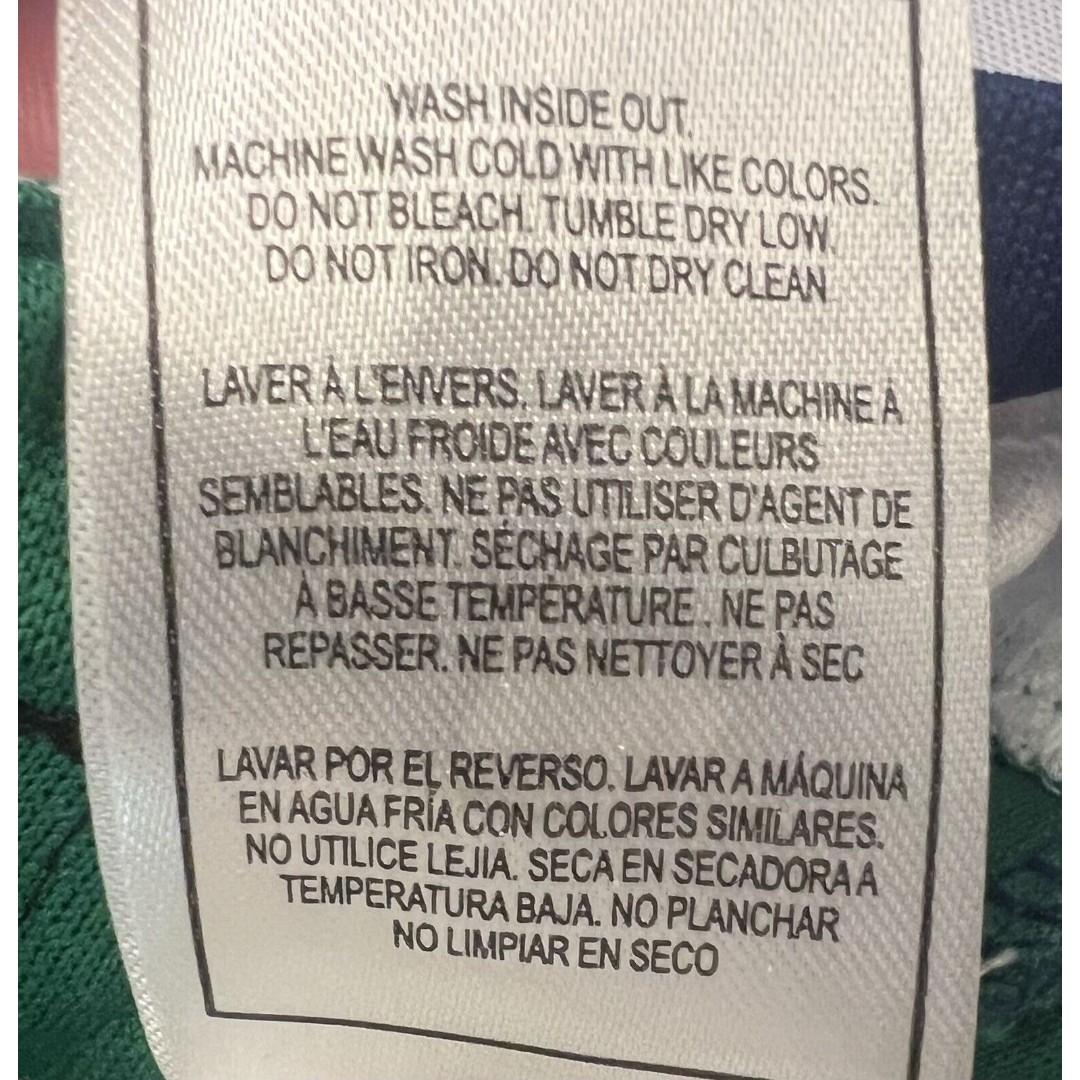 WASH INSIDE OUT.
MACHINE WASH COLD WITH LIKE COLORS.
DO NOT BLEACH. TUMBLE DRY LOW.
DO NOT IRON. DO NOT DRY CLEAN
LAVER À L'ENVERS. LAVER À LA MACHINE À
L'EAU FROIDE AVEC COULEURS
SEMBLABLES. NE PAS UTILISER D'AGENT DE
BLANCHIMENT. SÉCHAGE PAR CULBUTAGE
À BASSE TEMPÉRATURE. NE PAS
REPASSER. NE PAS NETTOYER À SEC
LAVAR POR EL REVERSO. LAVAR A MÁQUINA
EN AGUA FRÍA CON COLORES SIMILARES.
NO UTILICE LEJIA. SECA EN SECADORA A
TEMPERATURA BAJA. NO PLANCHAR
NO LIMPIAR EN SECO